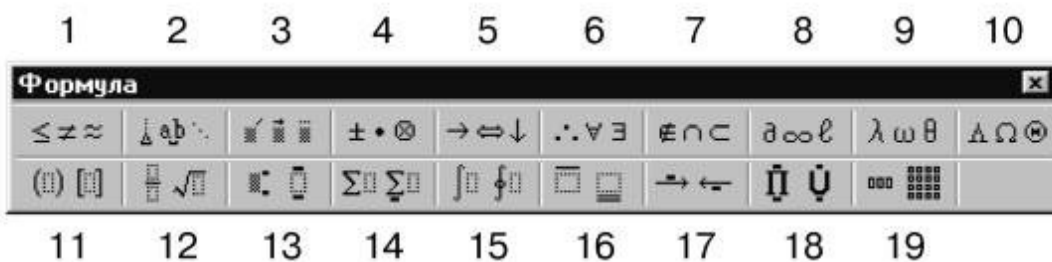 1 2 3 4 5 6 7 8 9 10
Формула
≤ ≠ ≈ ab ± • ⊗ → ⇔ ↓ ∴ ∀ ∃ ∉ ∩ ⊂ ∂ ∞ ℓ λ ω θ Λ Ω Θ
(▯) [▯] √▯ Σ▯ Σ▯ ∫▯ ∮▯ → ← Π Ụ
11 12 13 14 15 16 17 18 19